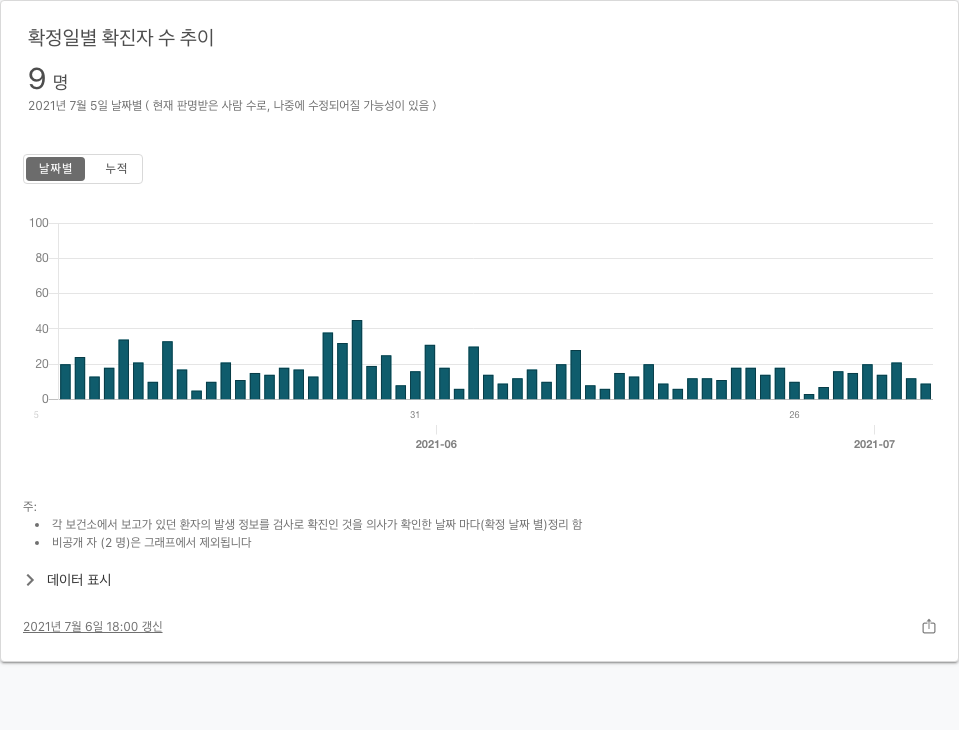 확정일별 확진자 수 추이
9 명
2021년 7월 5일 날짜별 ( 현재 판명받은 사람 수로, 나중에 수정되어질 가능성이 있음 )
날짜별 누적
100
80
60
40
20
0
5 31 26
2021-06 2021-07
주:
각 보건소에서 보고가 있던 환자의 발생 정보를 검사로 확진인 것을 의사가 확인한 날짜 마다(확정 날짜 별)정리 함
비공개 자 (2 명)은 그래프에서 제외됩니다
데이터 표시
2021년 7월 6일 18:00 갱신